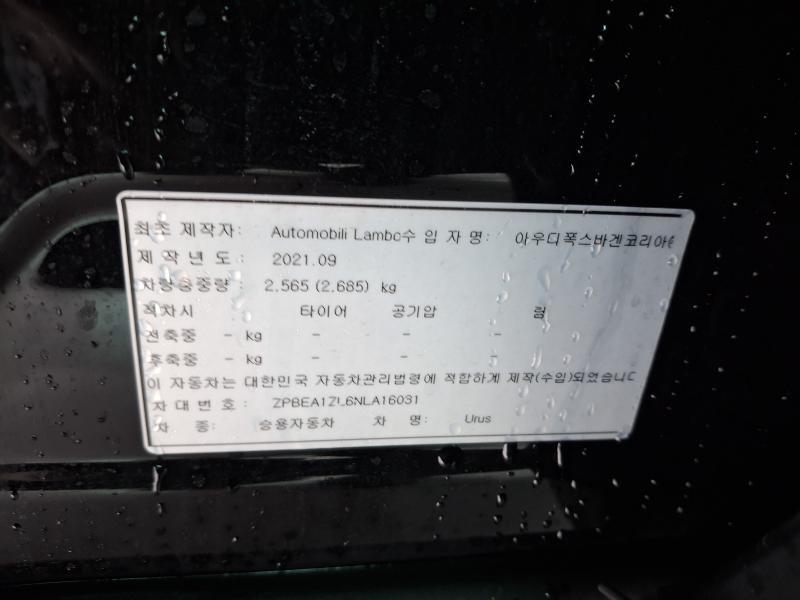 최초 제작자: Automobili Lambo수 입 자 명: 아우디폭스바겐코리아
제 작 년 도 : 2021.09
차량총중량 : 2.565 (2.685) kg
적차시 타이어 공기압 림
전축중 - kg - - -
후축중 - kg - - -
이 자동차는 대한민국 자동차관리법령에 적합하게 제작(수입)되었습니다
차 대 번 호 : ZPBEA1ZL6NLA16031
차 종: 승용자동차 차 명: Urus